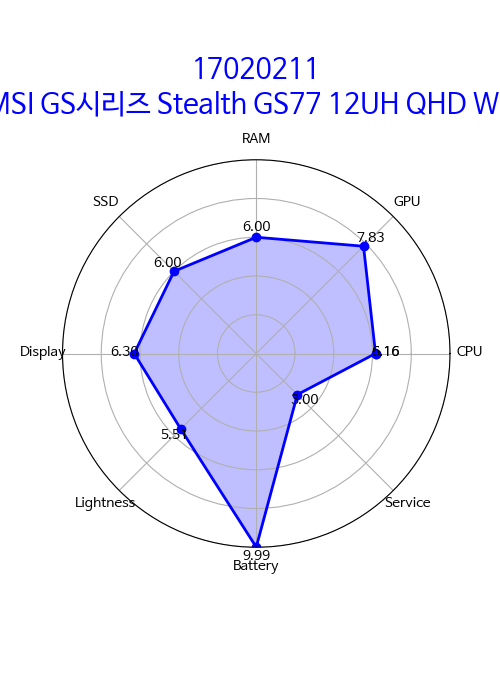 17020211
MSI GS시리즈 Stealth GS77 12UH QHD W
RAM
SSD
GPU
6.00
7.83
6.00
Display
6.30
6.16
CPU
3.00
5.51
Lightness
Service
9.99
Battery